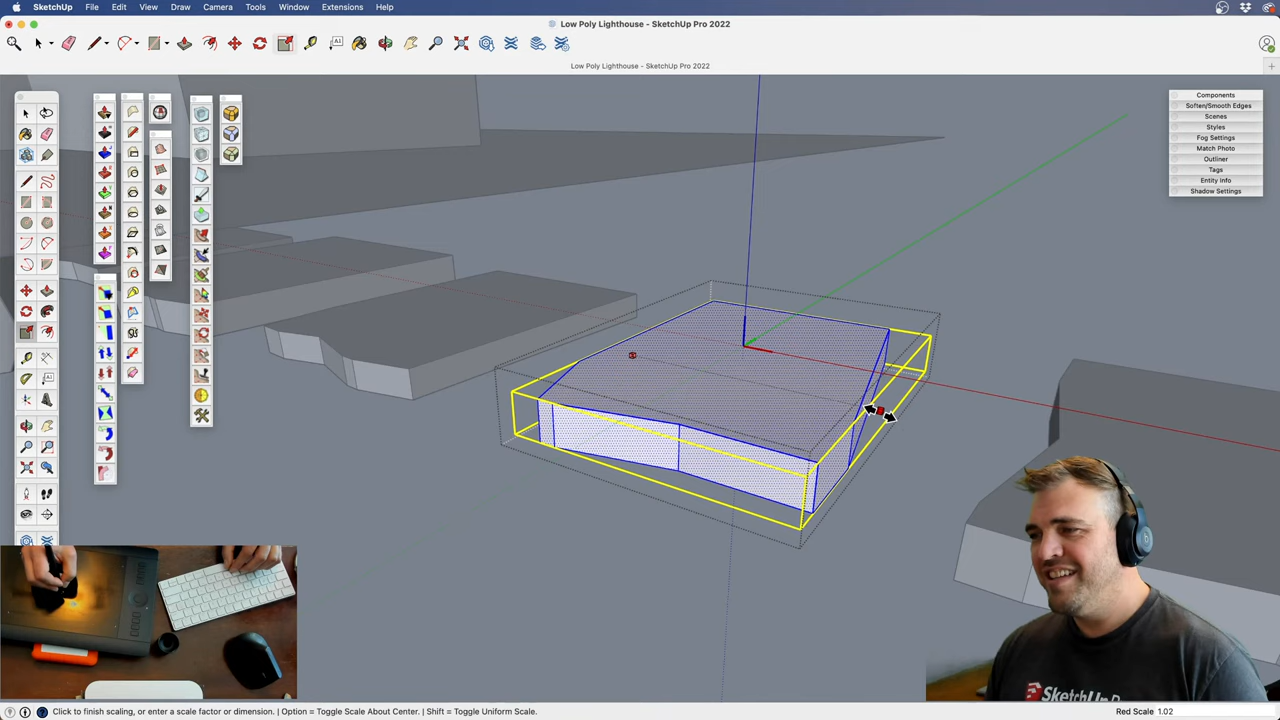 SketchUp File Edit View Draw Camera Tools Window Extensions Help
Low Poly Lighthouse - SketchUp Pro 2022
Low Poly Lighthouse - SketchUp Pro 2022
Components
Soften/Smooth Edges
Scenes
Styles
Fog Settings
Match Photo
Outliner
Tags
Entity Info
Shadow Settings
SketchUp
Click to finish scaling, or enter a scale factor or dimension. | Option = Toggle Scale About Center. | Shift = Toggle Uniform Scale.
Red Scale 1.02